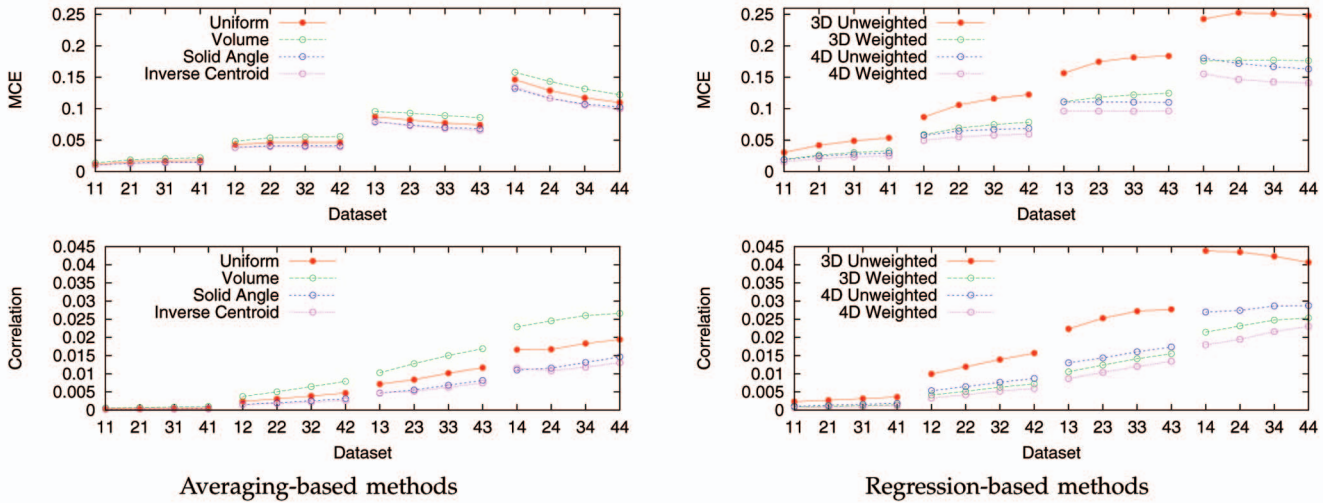 0.25
0.2
0.15
0.1
0.05
0
MCE
Uniform
Volume
Solid Angle
Inverse Centroid
11 21 31 41 12 22 32 42 13 23 33 43 14 24 34 44
Dataset
0.25
0.2
0.15
0.1
0.05
0
MCE
3D Unweighted
3D Weighted
4D Unweighted
4D Weighted
11 21 31 41 12 22 32 42 13 23 33 43 14 24 34 44
Dataset
0.045
0.04
0.035
0.03
0.025
0.02
0.015
0.01
0.005
0
Correlation
Uniform
Volume
Solid Angle
Inverse Centroid
11 21 31 41 12 22 32 42 13 23 33 43 14 24 34 44
Dataset
0.045
0.04
0.035
0.03
0.025
0.02
0.015
0.01
0.005
0
Correlation
3D Unweighted
3D Weighted
4D Unweighted
4D Weighted
11 21 31 41 12 22 32 42 13 23 33 43 14 24 34 44
Dataset
Averaging-based methods
Regression-based methods